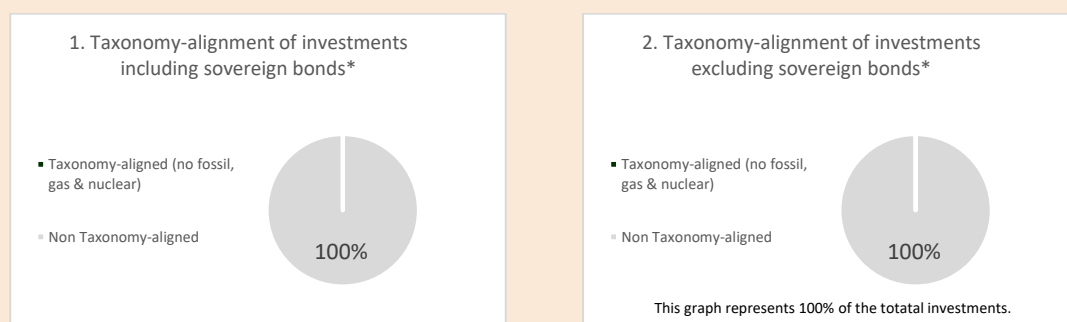 1. Taxonomy-alignment of investments
including sovereign bonds*
Taxonomy-aligned (no fossil,
gas & nuclear)
Non Taxonomy-aligned
100%
2. Taxonomy-alignment of investments
excluding sovereign bonds*
Taxonomy-aligned (no fossil,
gas & nuclear)
Non Taxonomy-aligned
100%
This graph represents 100% of the totatal investments.